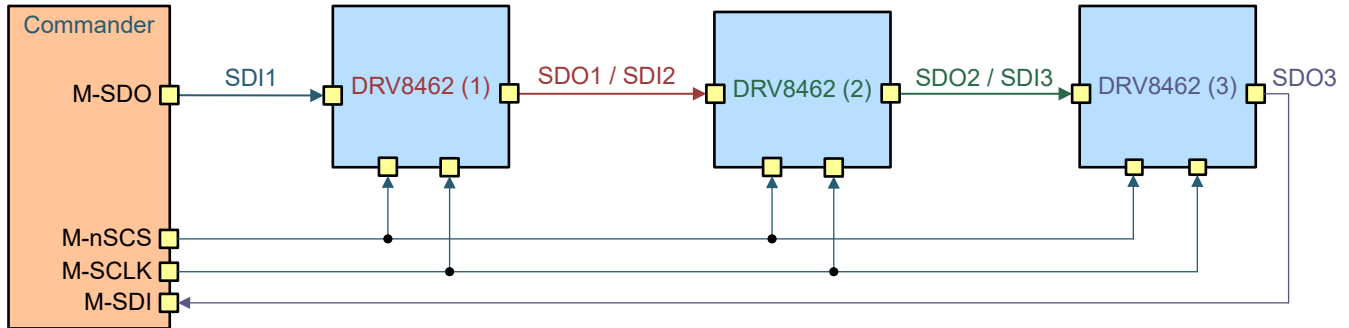 Commander
M-SDO
SDI1
DRV8462 (1)
SDO1 / SDI2
DRV8462 (2)
SDO2 / SDI3
DRV8462 (3)
SDO3
M-nSCS
M-SCLK
M-SDI